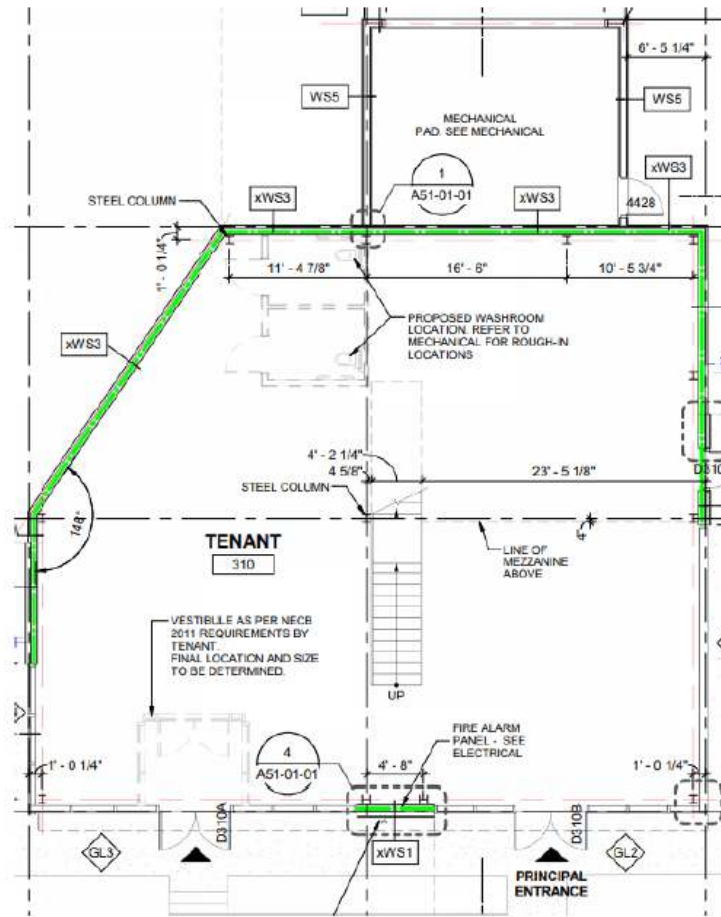 6' - 5 1/4"
WS5
WS5
MECHANICAL
PAD. SEE MECHANICAL
1
A51-01-01
xWS3
STEEL COLUMN
xWS3
xWS3
4428
1' - 0 1/4"
11' - 4 7/8"
16' - 6"
10' - 5 3/4"
PROPOSED WASHROOM
LOCATION. REFER TO
MECHANICAL FOR ROUGH-IN
LOCATIONS
xWS3
4' - 2 1/4"
4 5/8"
23' - 5 1/8"
D310
STEEL COLUMN
148°
TENANT
310
4"
LINE OF
MEZZANINE
ABOVE
VESTIBULE AS PER NECB
2011 REQUIREMENTS BY
TENANT.
FINAL LOCATION AND SIZE
TO BE DETERMINED.
UP
4
A51-01-01
FIRE ALARM
PANEL - SEE
ELECTRICAL
1' - 0 1/4"
4' - 8"
1' - 0 1/4"
D310A
D310B
GL3
xWS1
GL2
PRINCIPAL
ENTRANCE